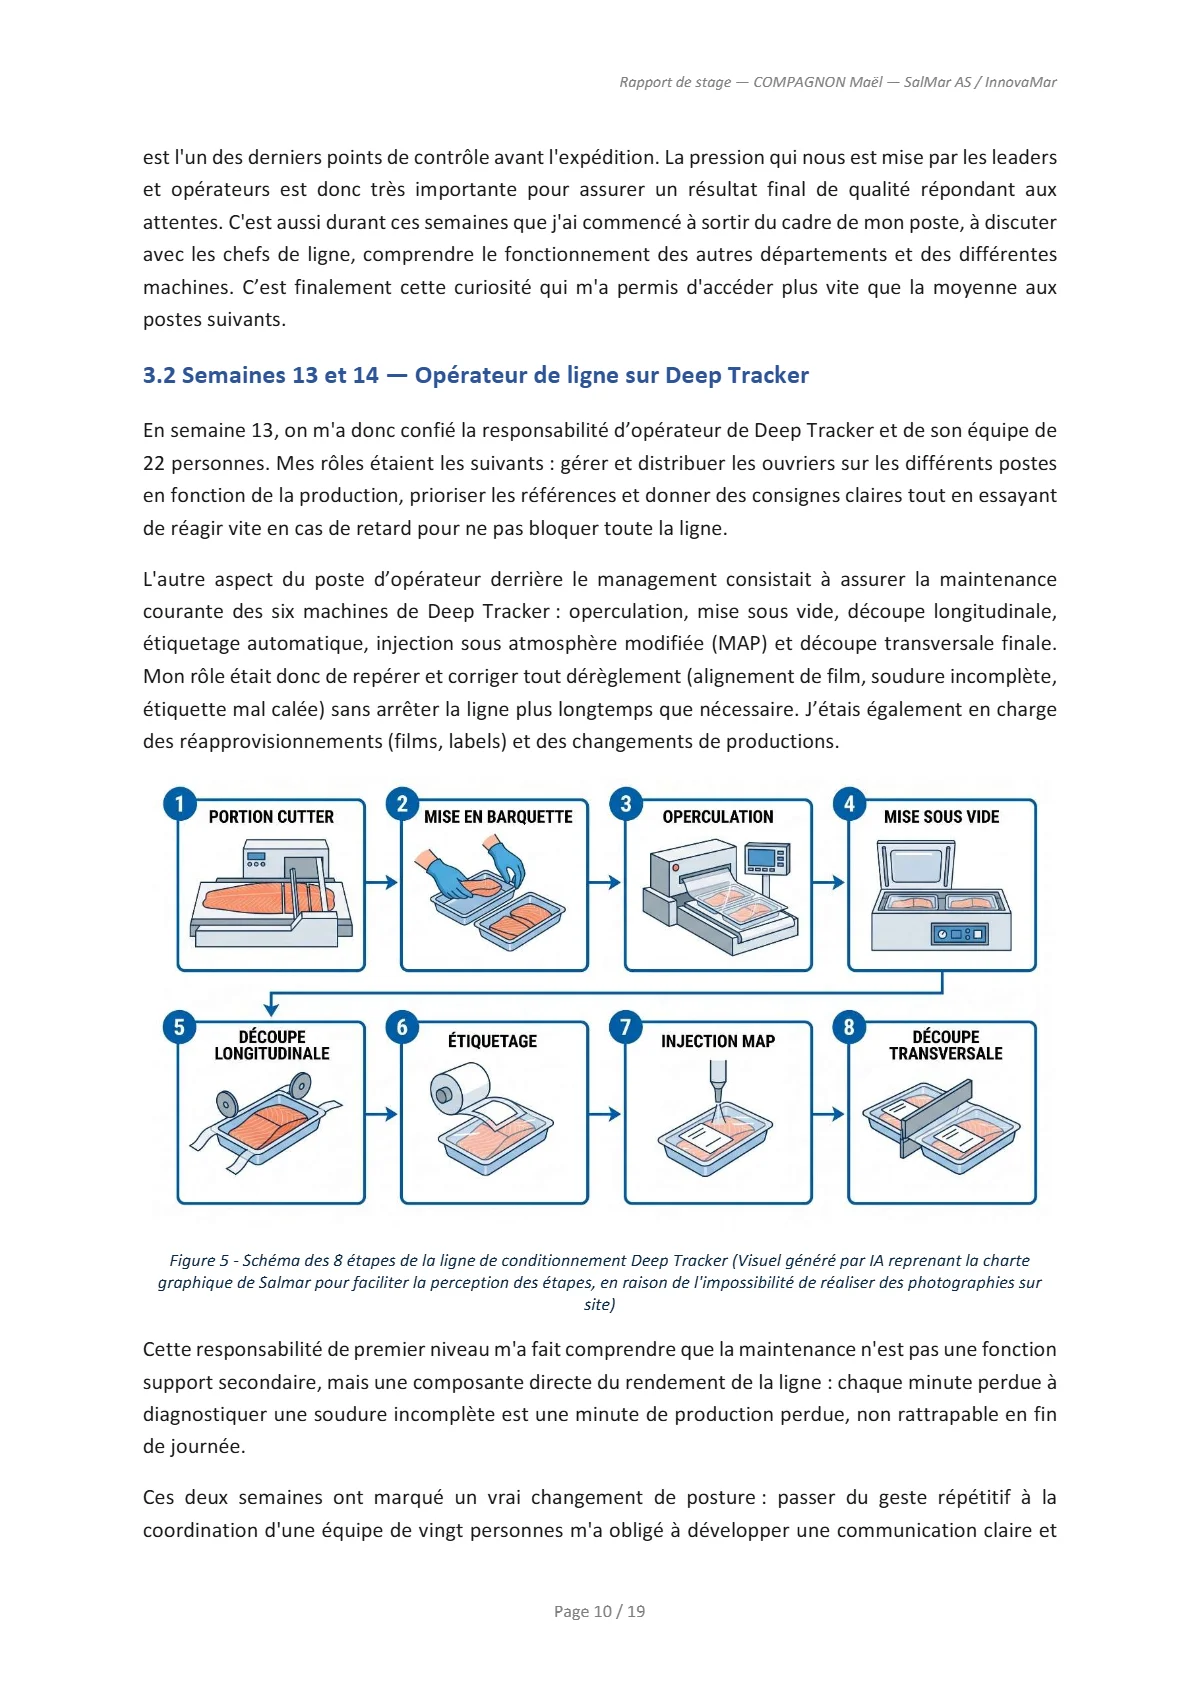 Rapport de stage — COMPAGNON Maël — SalMar AS / InnovaMar
est l'un des derniers points de contrôle avant l'expédition. La pression qui nous est mise par les leaders
et opérateurs est donc très importante pour assurer un résultat final de qualité répondant aux
attentes. C'est aussi durant ces semaines que j'ai commencé à sortir du cadre de mon poste, à discuter
avec les chefs de ligne, comprendre le fonctionnement des autres départements et des différentes
machines. C’est finalement cette curiosité qui m'a permis d'accéder plus vite que la moyenne aux
postes suivants.
3.2 Semaines 13 et 14 — Opérateur de ligne sur Deep Tracker
En semaine 13, on m'a donc confié la responsabilité d’opérateur de Deep Tracker et de son équipe de
22 personnes. Mes rôles étaient les suivants : gérer et distribuer les ouvriers sur les différents postes
en fonction de la production, prioriser les références et donner des consignes claires tout en essayant
de réagir vite en cas de retard pour ne pas bloquer toute la ligne.
L'autre aspect du poste d’opérateur derrière le management consistait à assurer la maintenance
courante des six machines de Deep Tracker : operculation, mise sous vide, découpe longitudinale,
étiquetage automatique, injection sous atmosphère modifiée (MAP) et découpe transversale finale.
Mon rôle était donc de repérer et corriger tout dérèglement (alignement de film, soudure incomplète,
étiquette mal calée) sans arrêter la ligne plus longtemps que nécessaire. J’étais également en charge
des réapprovisionnements (films, labels) et des changements de productions.
1 PORTION CUTTER
2 MISE EN BARQUETTE
3 OPERCULATION
4 MISE SOUS VIDE
5 DÉCOUPE
LONGITUDINALE
6 ÉTIQUETAGE
7 INJECTION MAP
8 DÉCOUPE
TRANSVERSALE
Figure 5 - Schéma des 8 étapes de la ligne de conditionnement Deep Tracker (Visuel généré par IA reprenant la charte
graphique de Salmar pour faciliter la perception des étapes, en raison de l'impossibilité de réaliser des photographies sur
site)
Cette responsabilité de premier niveau m'a fait comprendre que la maintenance n'est pas une fonction
support secondaire, mais une composante directe du rendement de la ligne : chaque minute perdue à
diagnostiquer une soudure incomplète est une minute de production perdue, non rattrapable en fin
de journée.
Ces deux semaines ont marqué un vrai changement de posture : passer du geste répétitif à la
coordination d'une équipe de vingt personnes m'a obligé à développer une communication claire et
Page 10 / 19